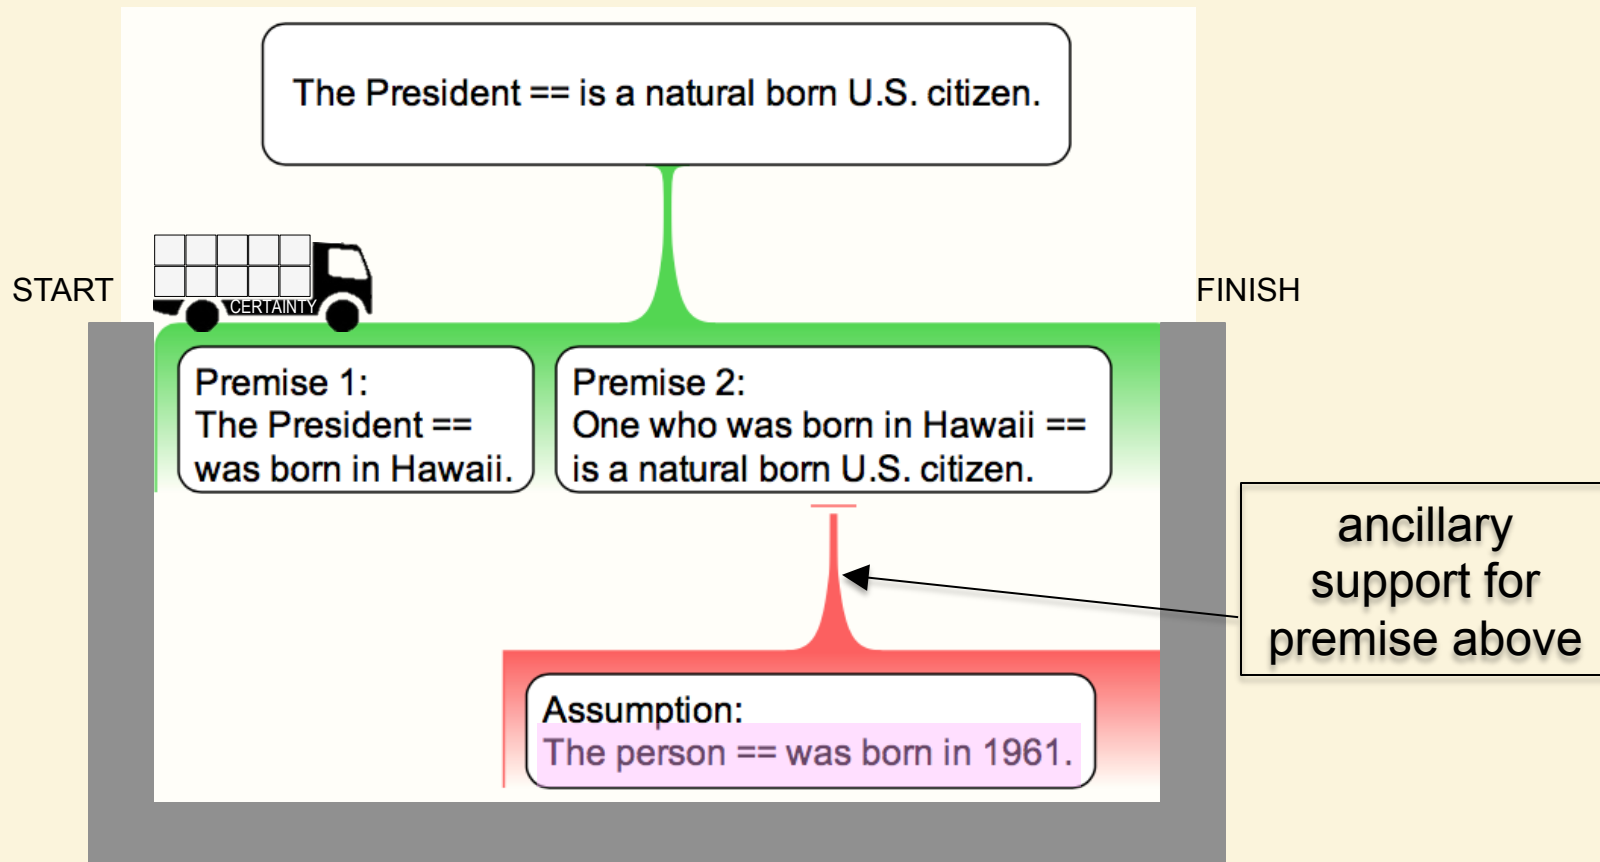 The President == is a natural born U.S. citizen.
START
CERTAINTY
FINISH
Premise 1:
The President ==
was born in Hawaii.
Premise 2:
One who was born in Hawaii ==
is a natural born U.S. citizen.
ancillary
support for
premise above
Assumption:
The person == was born in 1961.